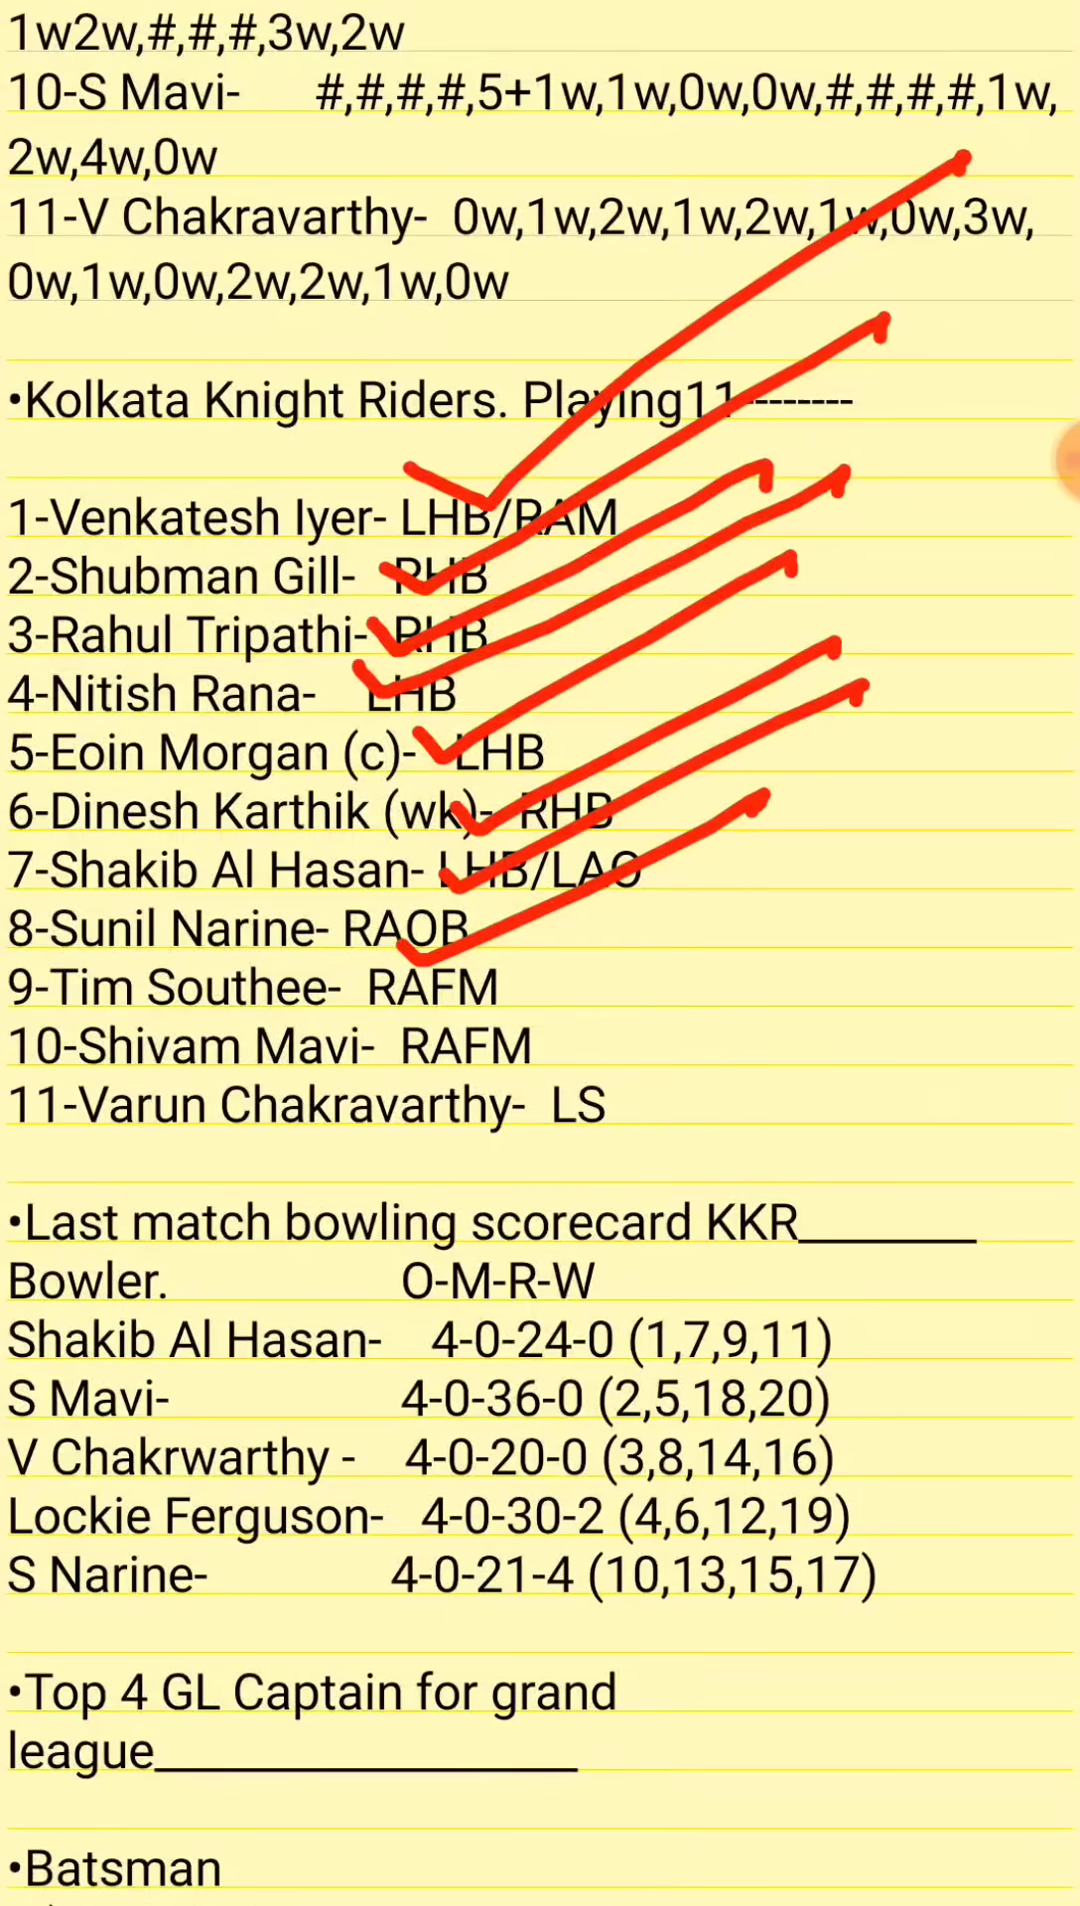 1w2w,#,#,#,3w,2w
10-S Mavi- #,#,#,#,5+1w,1w,0w,0w,#,#,#,#,1w,
2w,4w,0w
11-V Chakravarthy- 0w,1w,2w,1w,2w,1w,0w,3w,
0w,1w,0w,2w,2w,1w,0w
•Kolkata Knight Riders. Playing11--------
1-Venkatesh Iyer- LHB/RAM
2-Shubman Gill- RHB
3-Rahul Tripathi- RHB
4-Nitish Rana- LHB
5-Eoin Morgan (c)- LHB
6-Dinesh Karthik (wk)- RHB
7-Shakib Al Hasan- LHB/LAO
8-Sunil Narine- RAOB
9-Tim Southee- RAFM
10-Shivam Mavi- RAFM
11-Varun Chakravarthy- LS
•Last match bowling scorecard KKR_________
Bowler. O-M-R-W
Shakib Al Hasan- 4-0-24-0 (1,7,9,11)
S Mavi- 4-0-36-0 (2,5,18,20)
V Chakrwarthy - 4-0-20-0 (3,8,14,16)
Lockie Ferguson- 4-0-30-2 (4,6,12,19)
S Narine- 4-0-21-4 (10,13,15,17)
•Top 4 GL Captain for grand
league_____________________
•Batsman